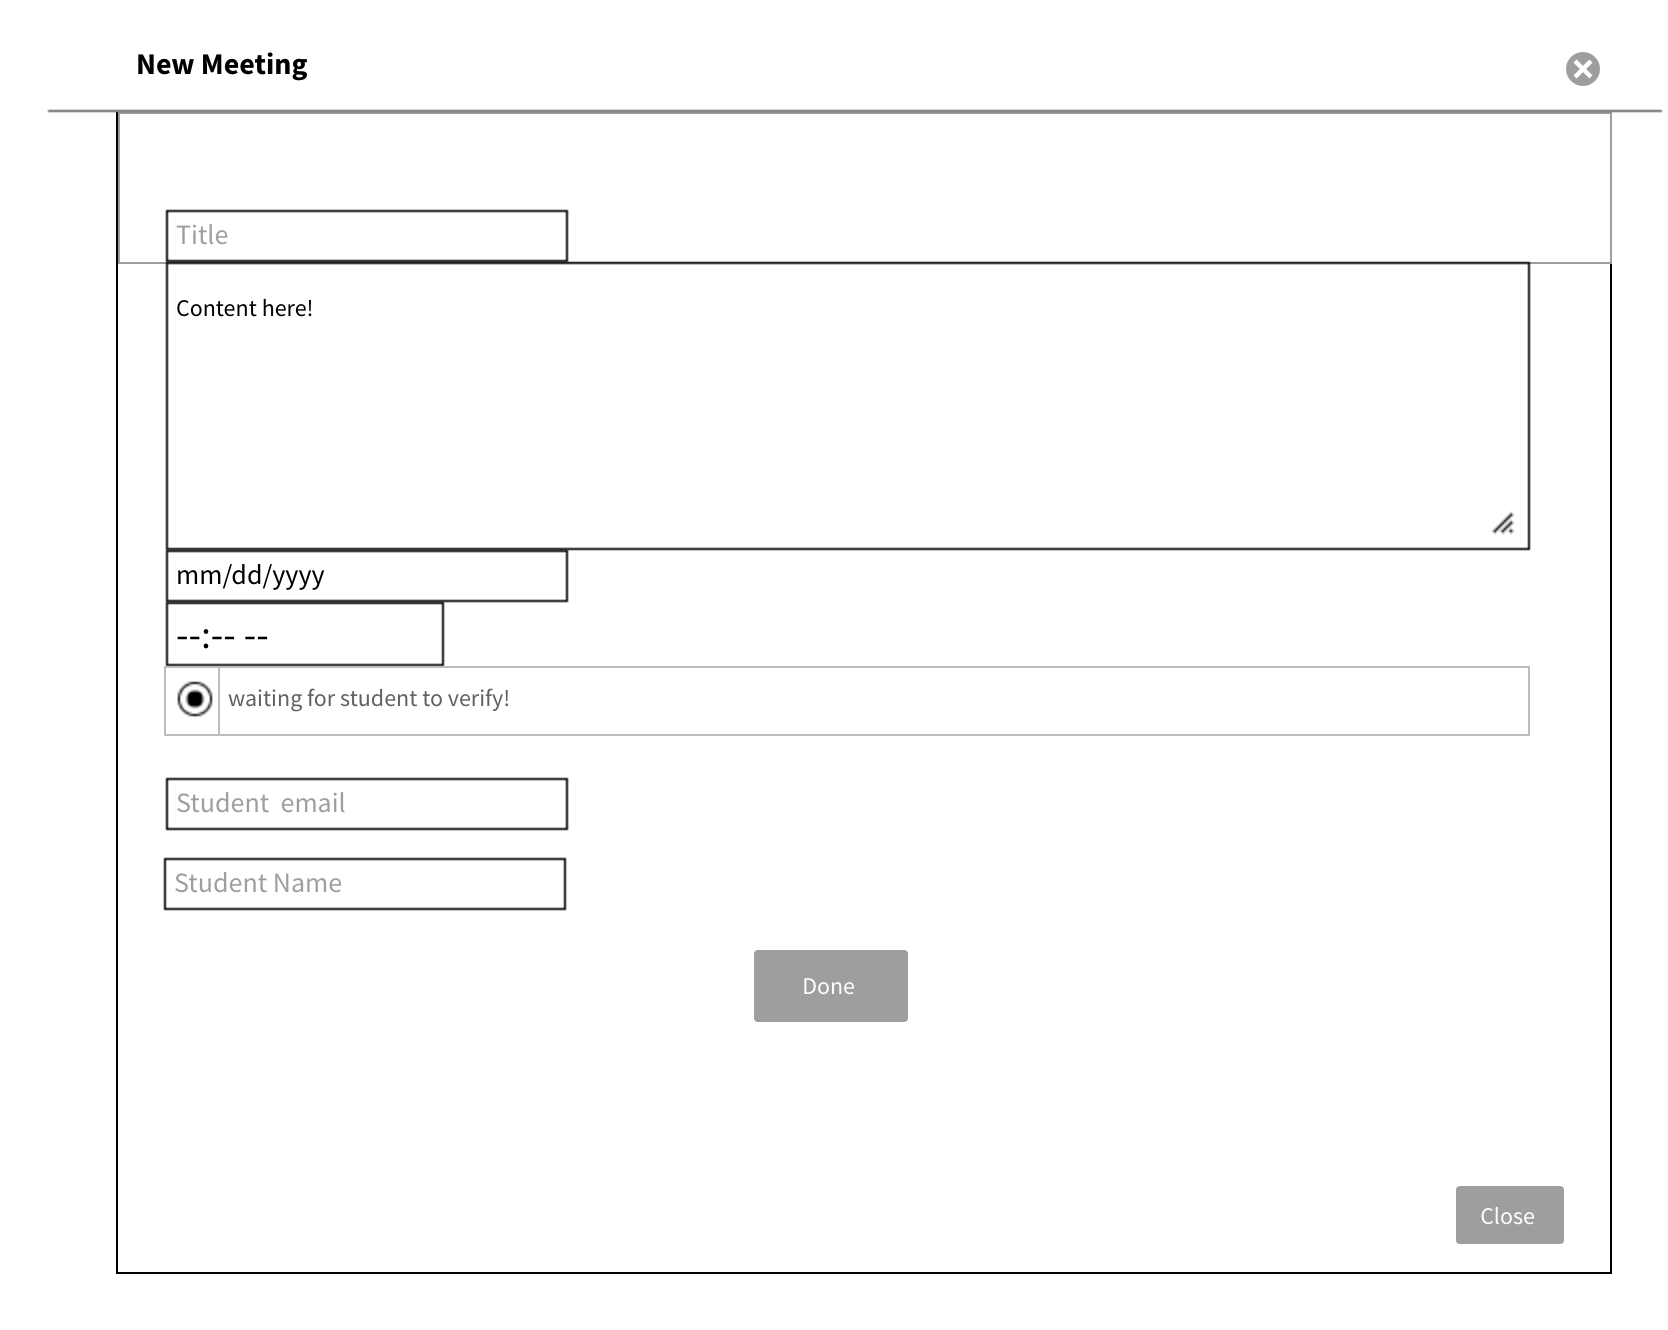 New Meeting
Title
Content here!
mm/dd/yyyy
--:-- --
waiting for student to verify!
Student  email
Student Name
Done
Close